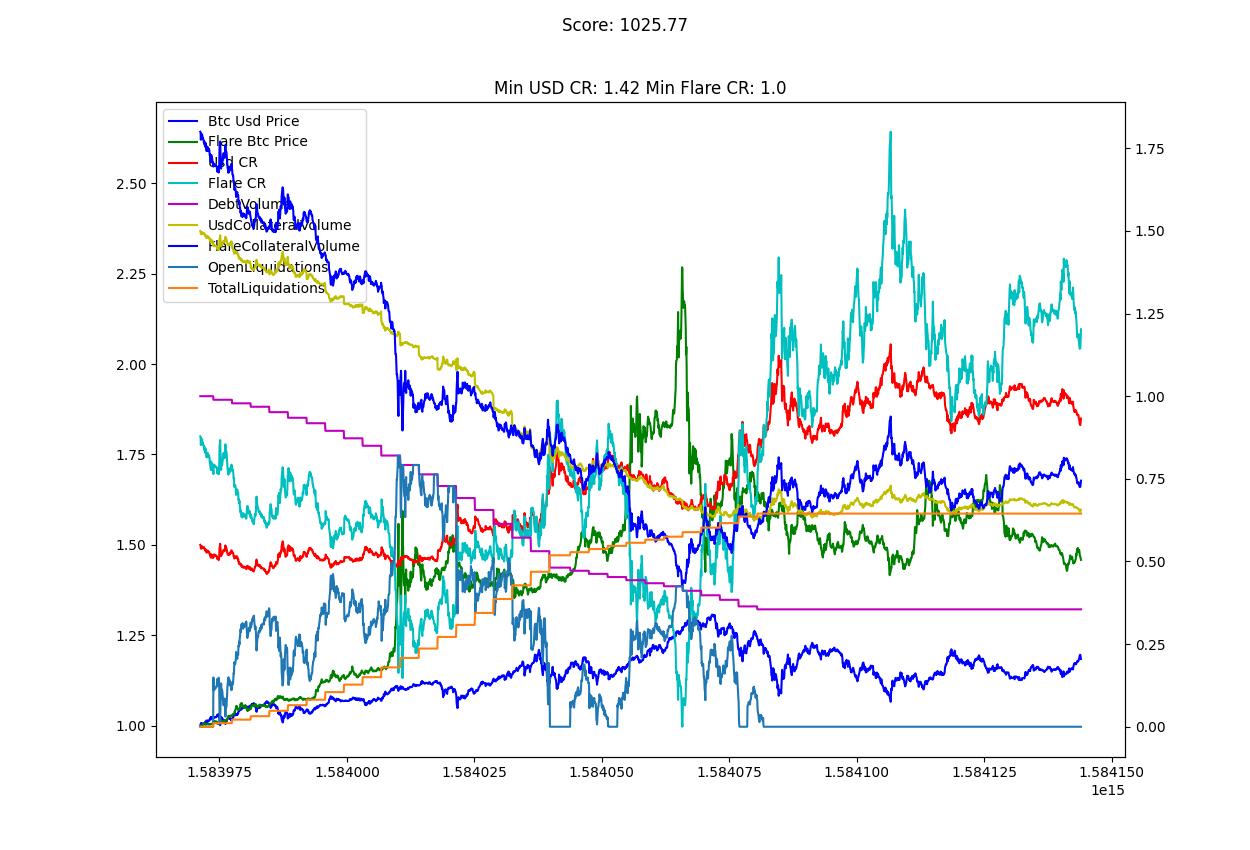 Score: 1025.77
Min USD CR: 1.42 Min Flare CR: 1.0
Btc Usd Price
Flare Btc Price
Usd CR
Flare CR
DebtVolume
UsdCollateralVolume
FlareCollateralVolume
OpenLiquidations
TotalLiquidations
2.50
2.25
2.00
1.75
1.50
1.25
1.00
1.75
1.50
1.25
1.00
0.75
0.50
0.25
0.00
1.583975
1.584000
1.584025
1.584050
1.584075
1.584100
1.584125
1.584150
1e15